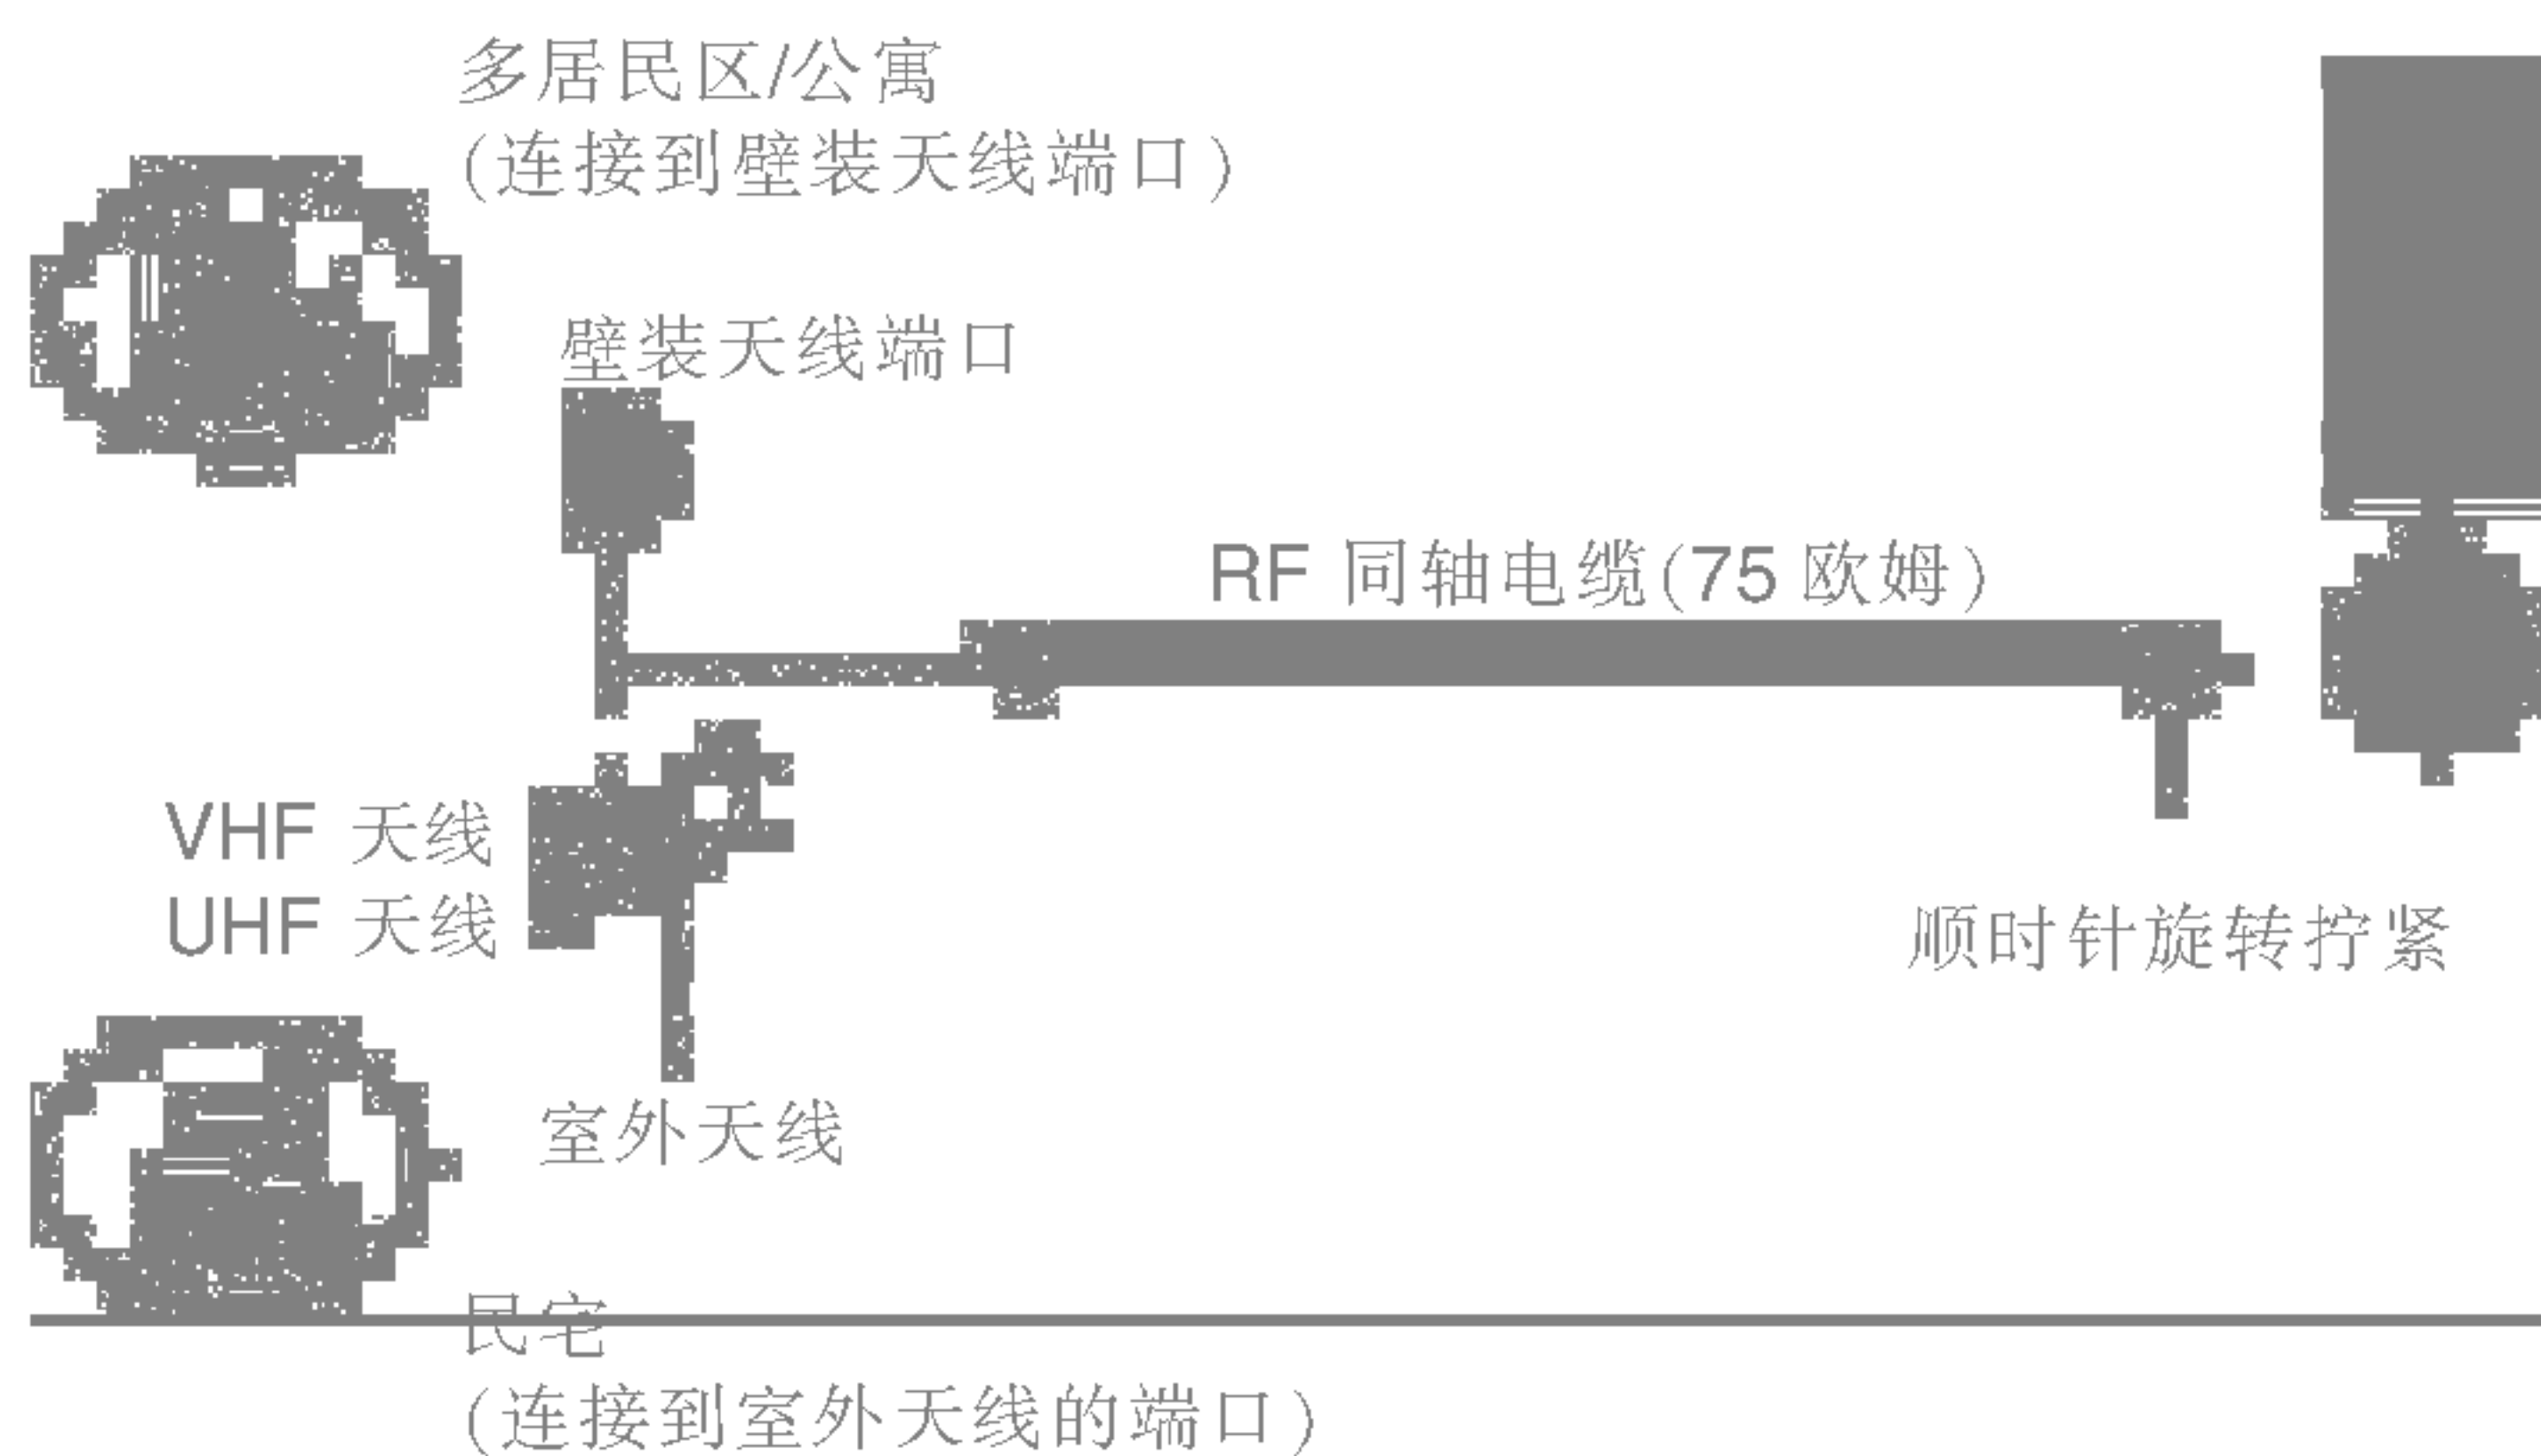 多居民区/公寓
(连接到壁装天线端口)
壁装天线端口
RF 同轴电缆(75 欧姆)
VHF 天线
UHF 天线
顺时针旋转拧紧
室外天线
民宅
(连接到室外天线的端口)